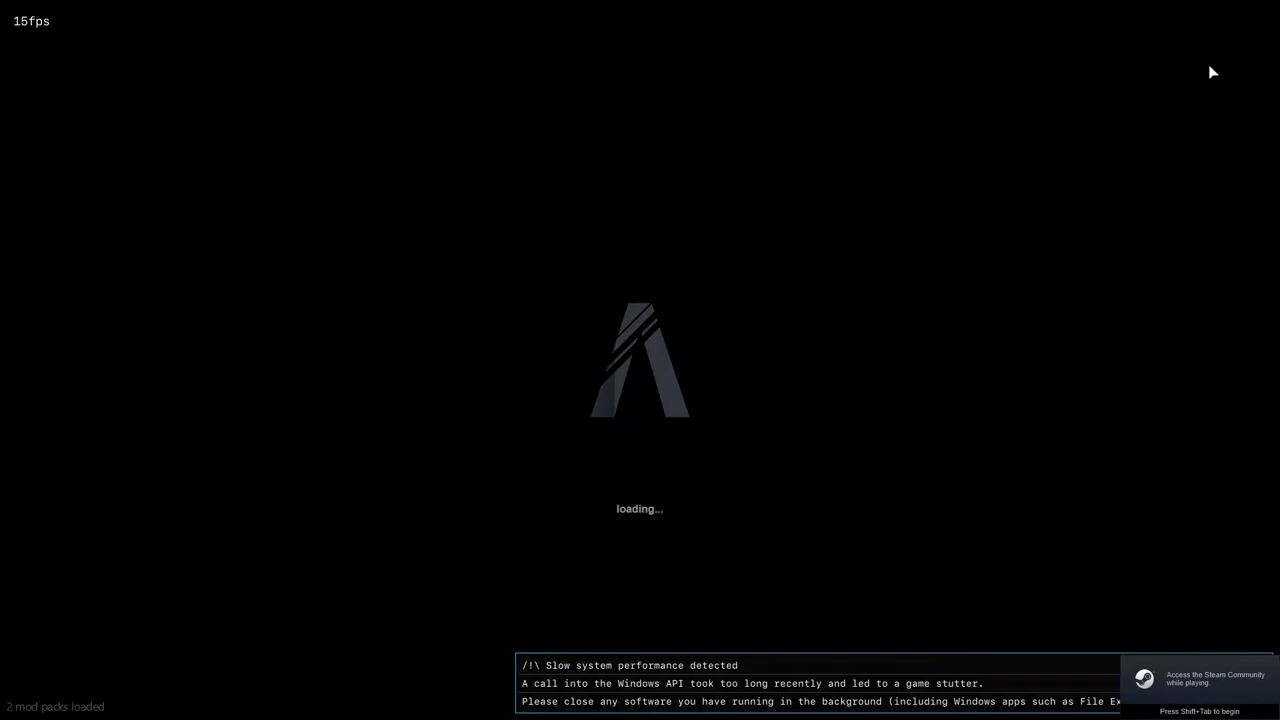 15fps
loading...
/!\ Slow system performance detected
A call into the Windows API took too long recently and led to a game stutter.
Please close any software you have running in the background (including Windows apps such as File Ex
Access the Steam Community
while playing.
Press Shift+Tab to begin
2 mod packs loaded